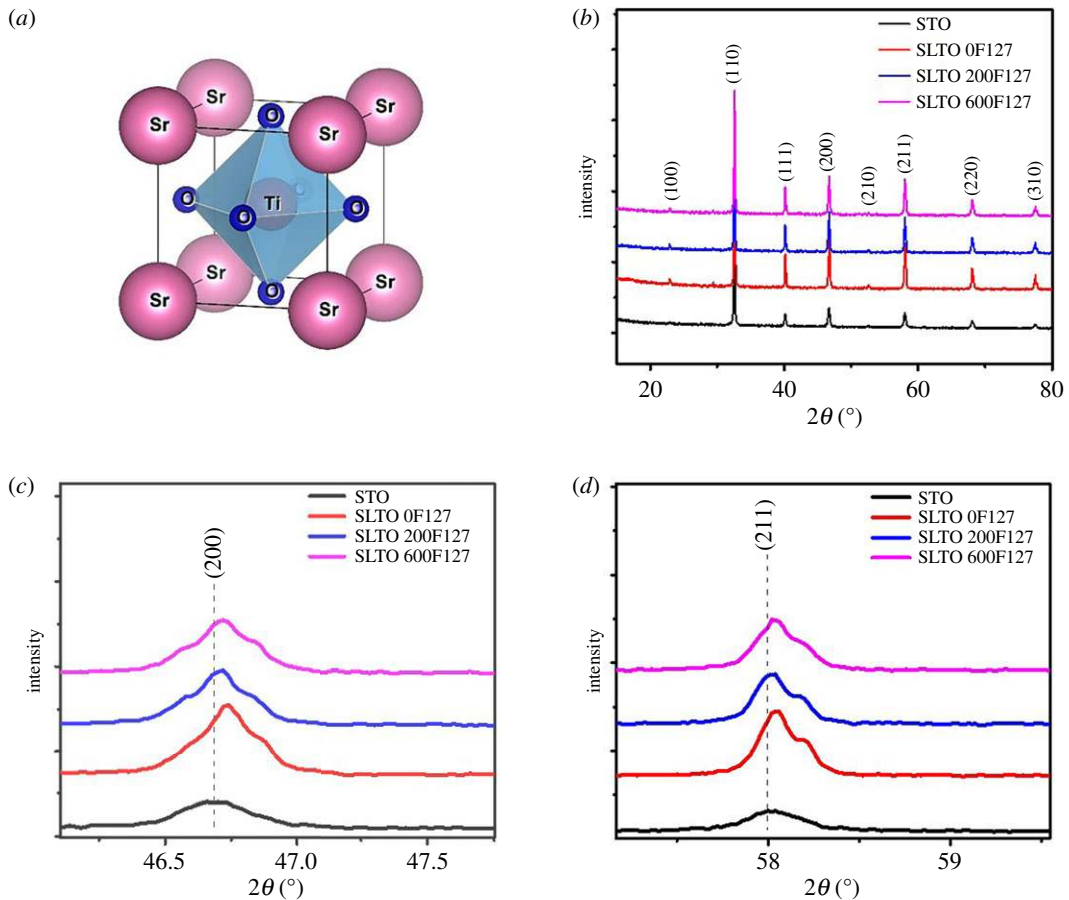 (a)
Sr
Sr
Sr
Sr
O
O
Ti
O
O
Sr
Sr
O
Sr
Sr
(b)
STO
SLTO 0F127
SLTO 200F127
SLTO 600F127
(100)
(110)
(111)
(200)
(210)
(211)
(220)
(310)
intensity
20
40
60
80
2θ (°)
(c)
STO
SLTO 0F127
SLTO 200F127
SLTO 600F127
(200)
intensity
46.5
47.0
47.5
2θ (°)
(d)
STO
SLTO 0F127
SLTO 200F127
SLTO 600F127
(211)
intensity
58
59
2θ (°)